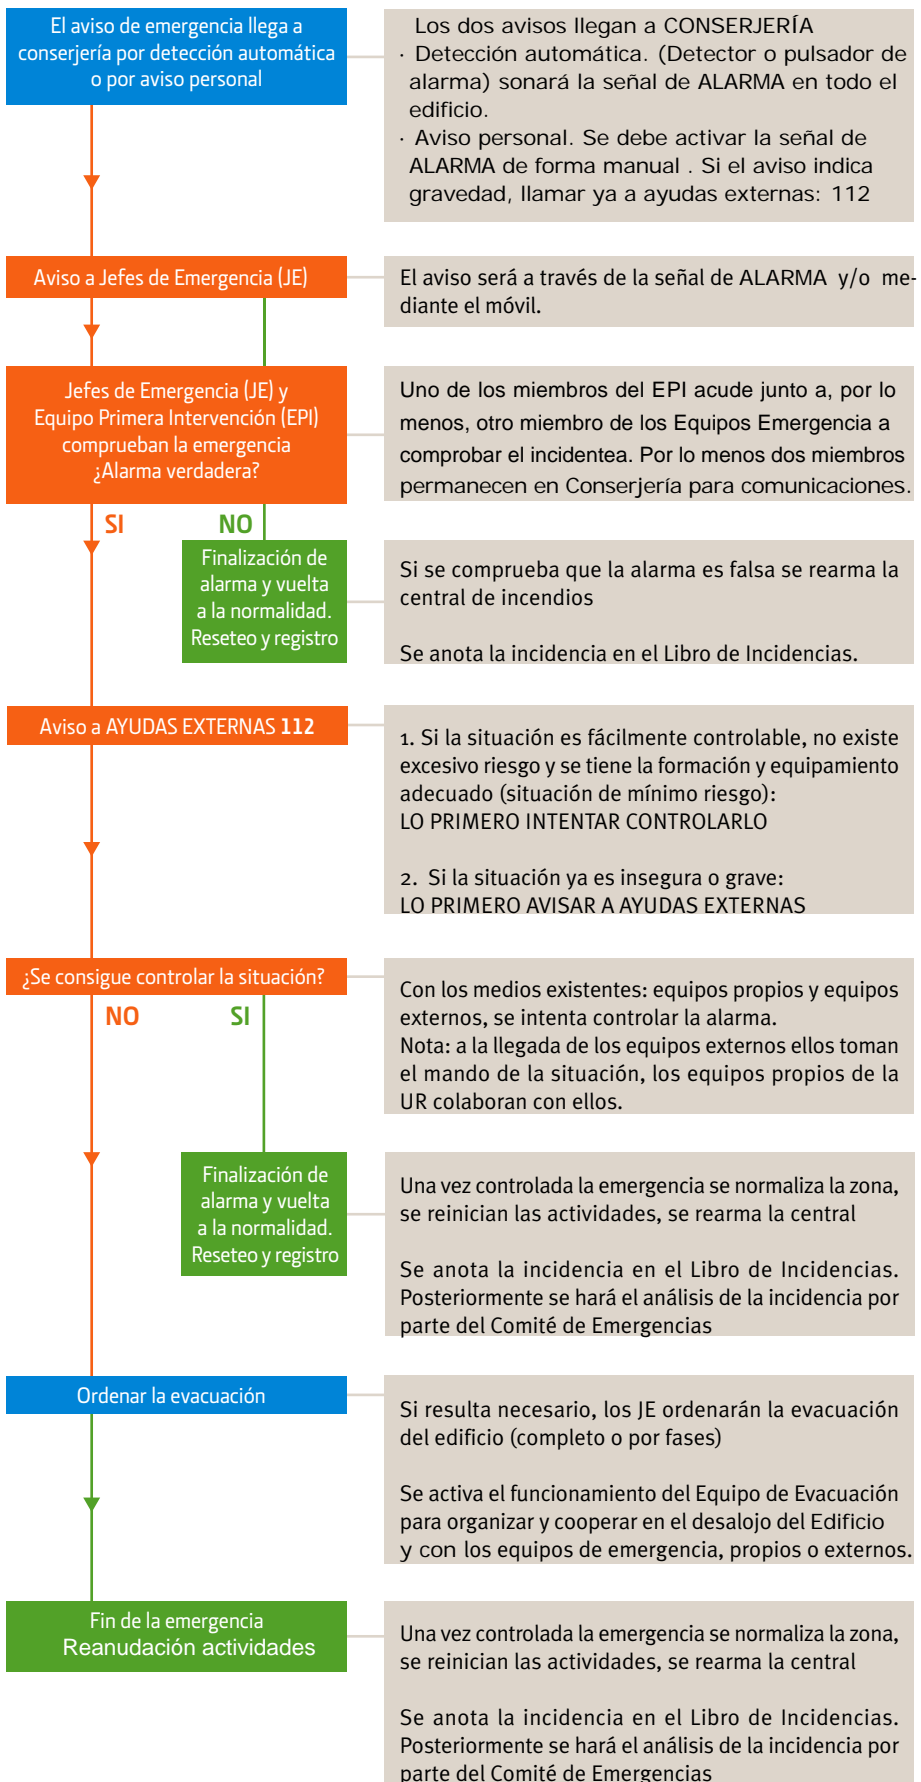 El aviso de emergencia llega a
conserjería por detección automática
o por aviso personal
Los dos avisos llegan a CONSERJERÍA
· Detección automática. (Detector o pulsador de
alarma) sonará la señal de ALARMA en todo el
edificio.
· Aviso personal. Se debe activar la señal de
ALARMA de forma manual . Si el aviso indica
gravedad, llamar ya a ayudas externas: 112
Aviso a Jefes de Emergencia (JE)
El aviso será a través de la señal de ALARMA y/o me-
diante el móvil.
Jefes de Emergencia (JE) y
Equipo Primera Intervención (EPI)
comprueban la emergencia
¿Alarma verdadera?
Uno de los miembros del EPI acude junto a, por lo
menos, otro miembro de los Equipos Emergencia a
comprobar el incidentea. Por lo menos dos miembros
permanecen en Conserjería para comunicaciones.
SI NO
Finalización de
alarma y vuelta
a la normalidad.
Reseteo y registro
Si se comprueba que la alarma es falsa se rearma la
central de incendios
Se anota la incidencia en el Libro de Incidencias.
Aviso a AYUDAS EXTERNAS 112
1. Si la situación es fácilmente controlable, no existe
excesivo riesgo y se tiene la formación y equipamiento
adecuado (situación de mínimo riesgo):
LO PRIMERO INTENTAR CONTROLARLO
2. Si la situación ya es insegura o grave:
LO PRIMERO AVISAR A AYUDAS EXTERNAS
¿Se consigue controlar la situación?
Con los medios existentes: equipos propios y equipos
externos, se intenta controlar la alarma.
Nota: a la llegada de los equipos externos ellos toman
el mando de la situación, los equipos propios de la
UR colaboran con ellos.
NO SI
Finalización de
alarma y vuelta
a la normalidad.
Reseteo y registro
Una vez controlada la emergencia se normaliza la zona,
se reinician las actividades, se rearma la central
Se anota la incidencia en el Libro de Incidencias.
Posteriormente se hará el análisis de la incidencia por
parte del Comité de Emergencias
Ordenar la evacuación
Si resulta necesario, los JE ordenarán la evacuación
del edificio (completo o por fases)
Se activa el funcionamiento del Equipo de Evacuación
para organizar y cooperar en el desalojo del Edificio
y con los equipos de emergencia, propios o externos.
Fin de la emergencia
Reanudación actividades
Una vez controlada la emergencia se normaliza la zona,
se reinician las actividades, se rearma la central
Se anota la incidencia en el Libro de Incidencias.
Posteriormente se hará el análisis de la incidencia por
parte del Comité de Emergencias